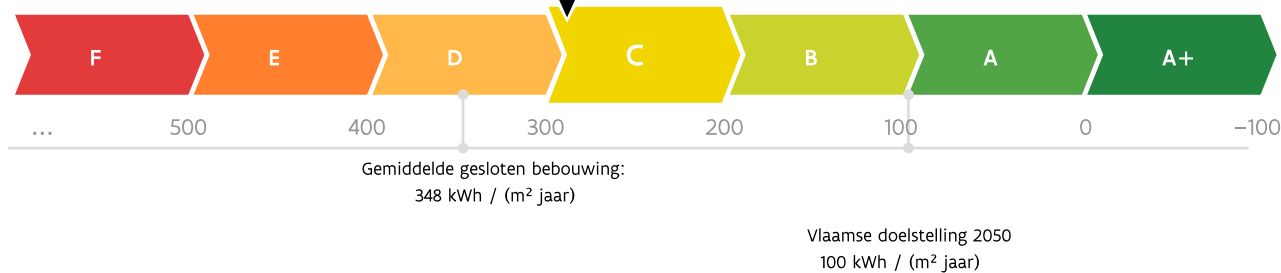 F E D C B A A+
... 500 400 300 200 100 0 –100
Gemiddelde gesloten bebouwing:
348 kWh / (m² jaar)
Vlaamse doelstelling 2050
100 kWh / (m² jaar)